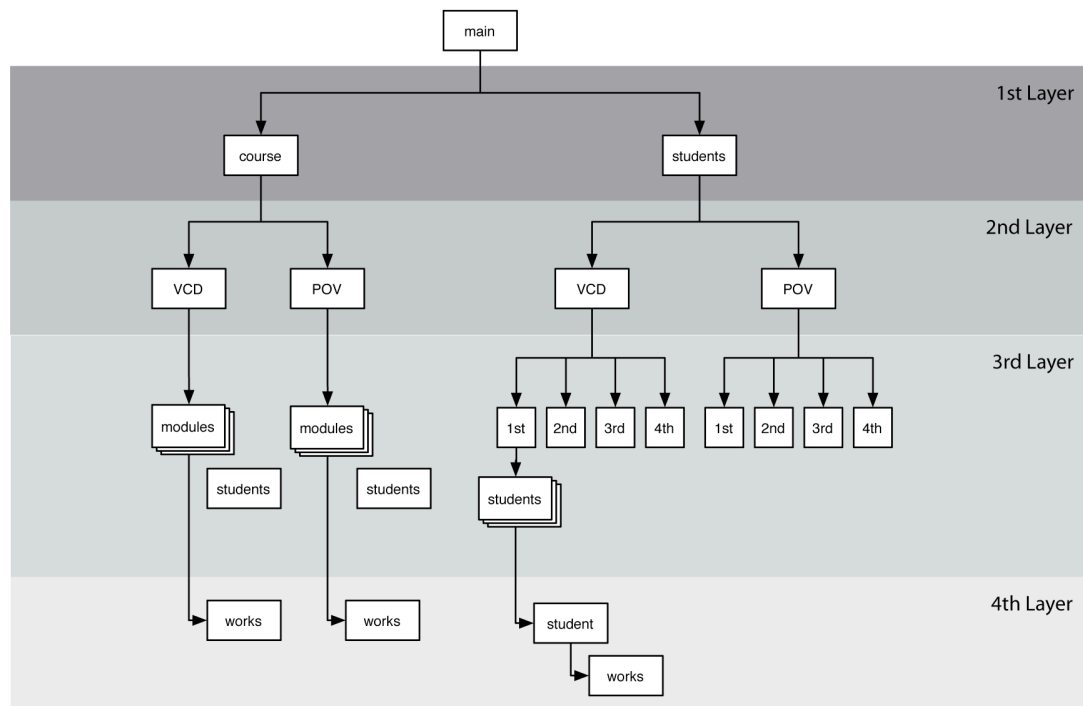 main
1st Layer
course
students
2nd Layer
VCD
POV
VCD
POV
3rd Layer
modules
modules
1st
2nd
3rd
4th
1st
2nd
3rd
4th
students
students
students
4th Layer
works
works
student
works